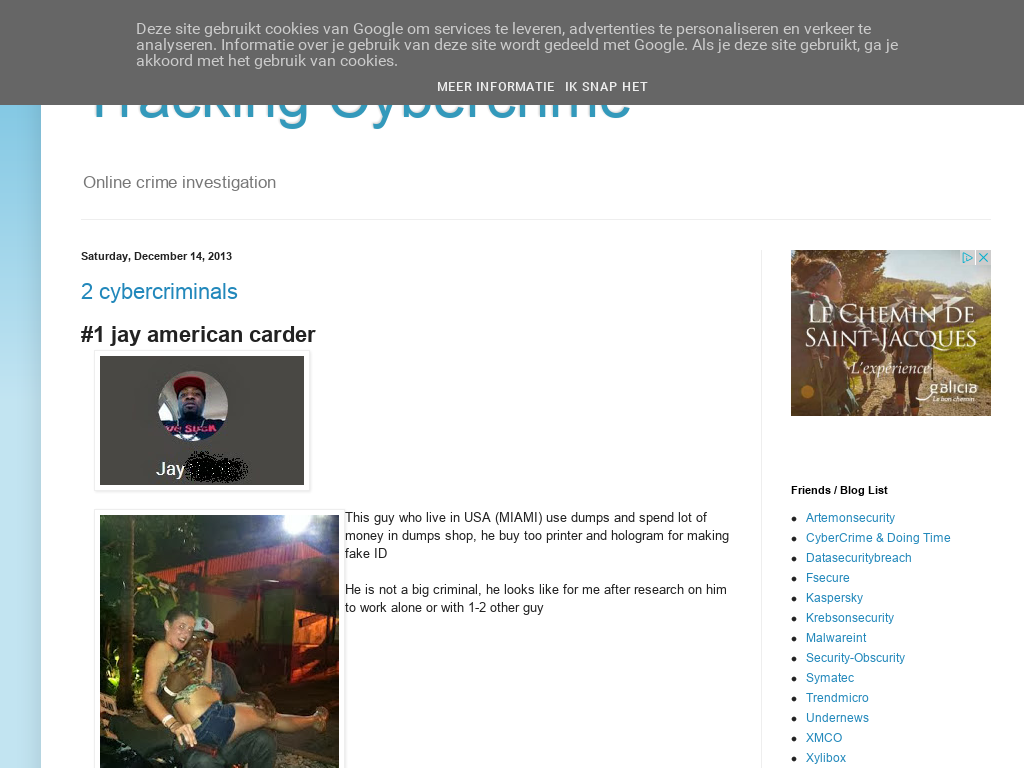 Deze site gebruikt cookies van Google om services te leveren, advertenties te personaliseren en verkeer te
analyseren. Informatie over je gebruik van deze site wordt gedeeld met Google. Als je deze site gebruikt, ga je
akkoord met het gebruik van cookies.
MEER INFORMATIE IK SNAP HET
Tracking Cybercrime
Online crime investigation
Saturday, December 14, 2013
2 cybercriminals
#1 jay american carder
Jay
This guy who live in USA (MIAMI) use dumps and spend lot of
money in dumps shop, he buy too printer and hologram for making
fake ID
He is not a big criminal, he looks like for me after research on him
to work alone or with 1-2 other guy
LE CHEMIN DE
SAINT-JACQUES
L'expérience
galicia
Le bon chemin
Friends / Blog List
Artemonsecurity
CyberCrime & Doing Time
Datasecuritybreach
Fsecure
Kaspersky
Krebsonsecurity
Malwareint
Security-Obscurity
Symatec
Trendmicro
Undernews
XMCO
Xylibox